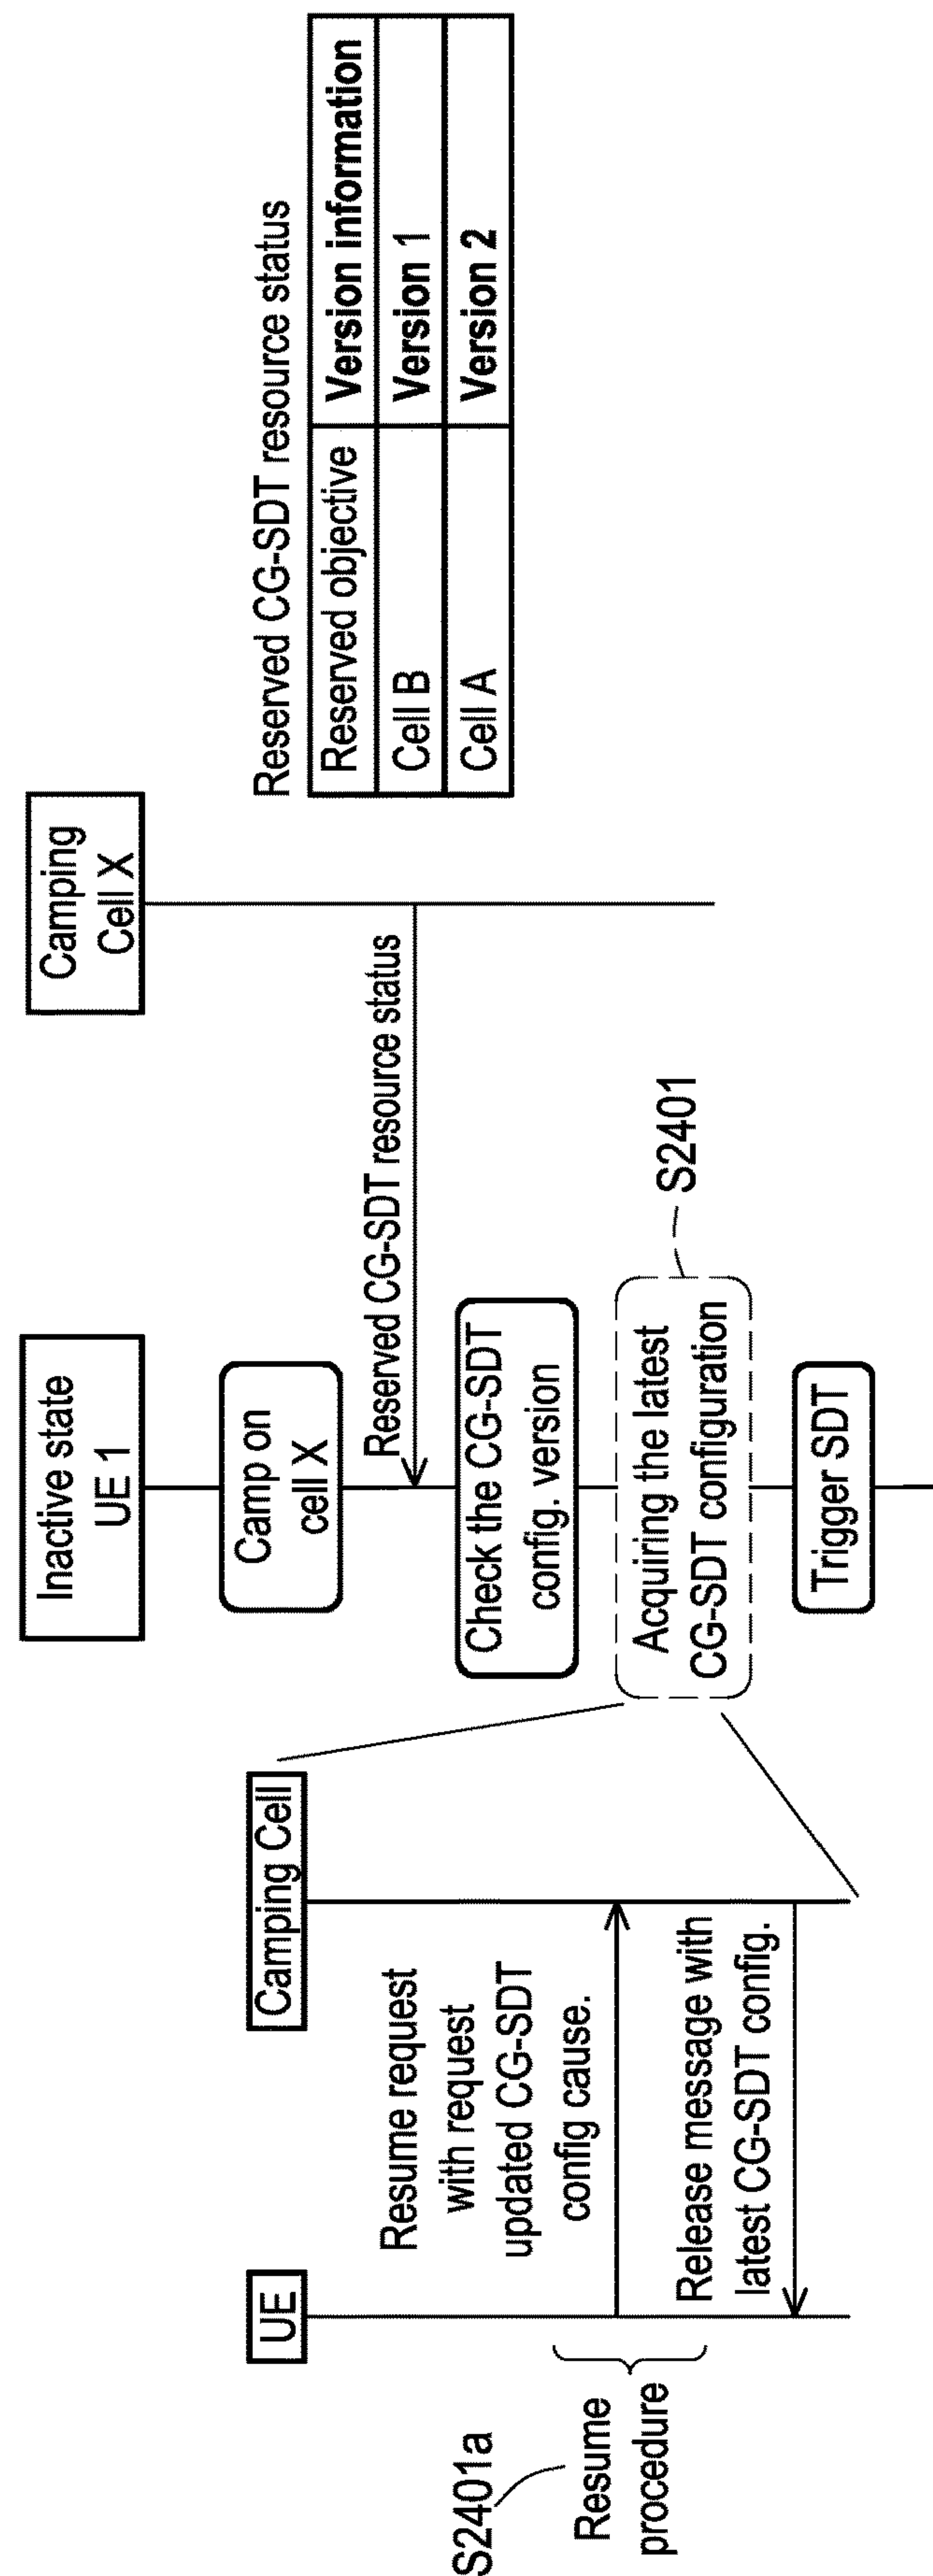 Inactive state
UE 1
Camping
Cell X
Camp on
cell X
Reserved CG-SDT resource status
Reserved CG-SDT resource status
Reserved objective Version information
Cell B Version 1
Cell A Version 2
Check the CG-SDT
config. version
Acquiring the latest
CG-SDT configuration
S2401
Trigger SDT
UE
Camping Cell
Resume request
with request
updated CG-SDT
config cause.
Release message with
latest CG-SDT config.
S2401a
Resume
procedure